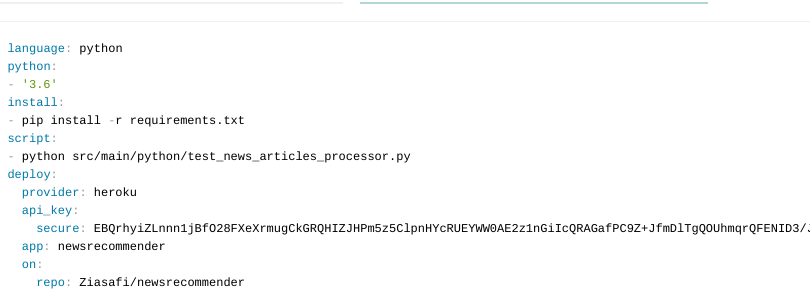 language: python
python:
- '3.6'
install:
- pip install -r requirements.txt
script:
- python src/main/python/test_news_articles_processor.py
deploy:
  provider: heroku
  api_key:
    secure: EBQrhyiZLnnn1jBfO28FXeXrmugCkGRQHIZJHPm5z5ClpnHYcRUEYWW0AE2z1nGiIcQRAGafPC9Z+JfmDlTgQOUhmqrQFENID3/J
  app: newsrecommender
  on:
    repo: Ziasafi/newsrecommender